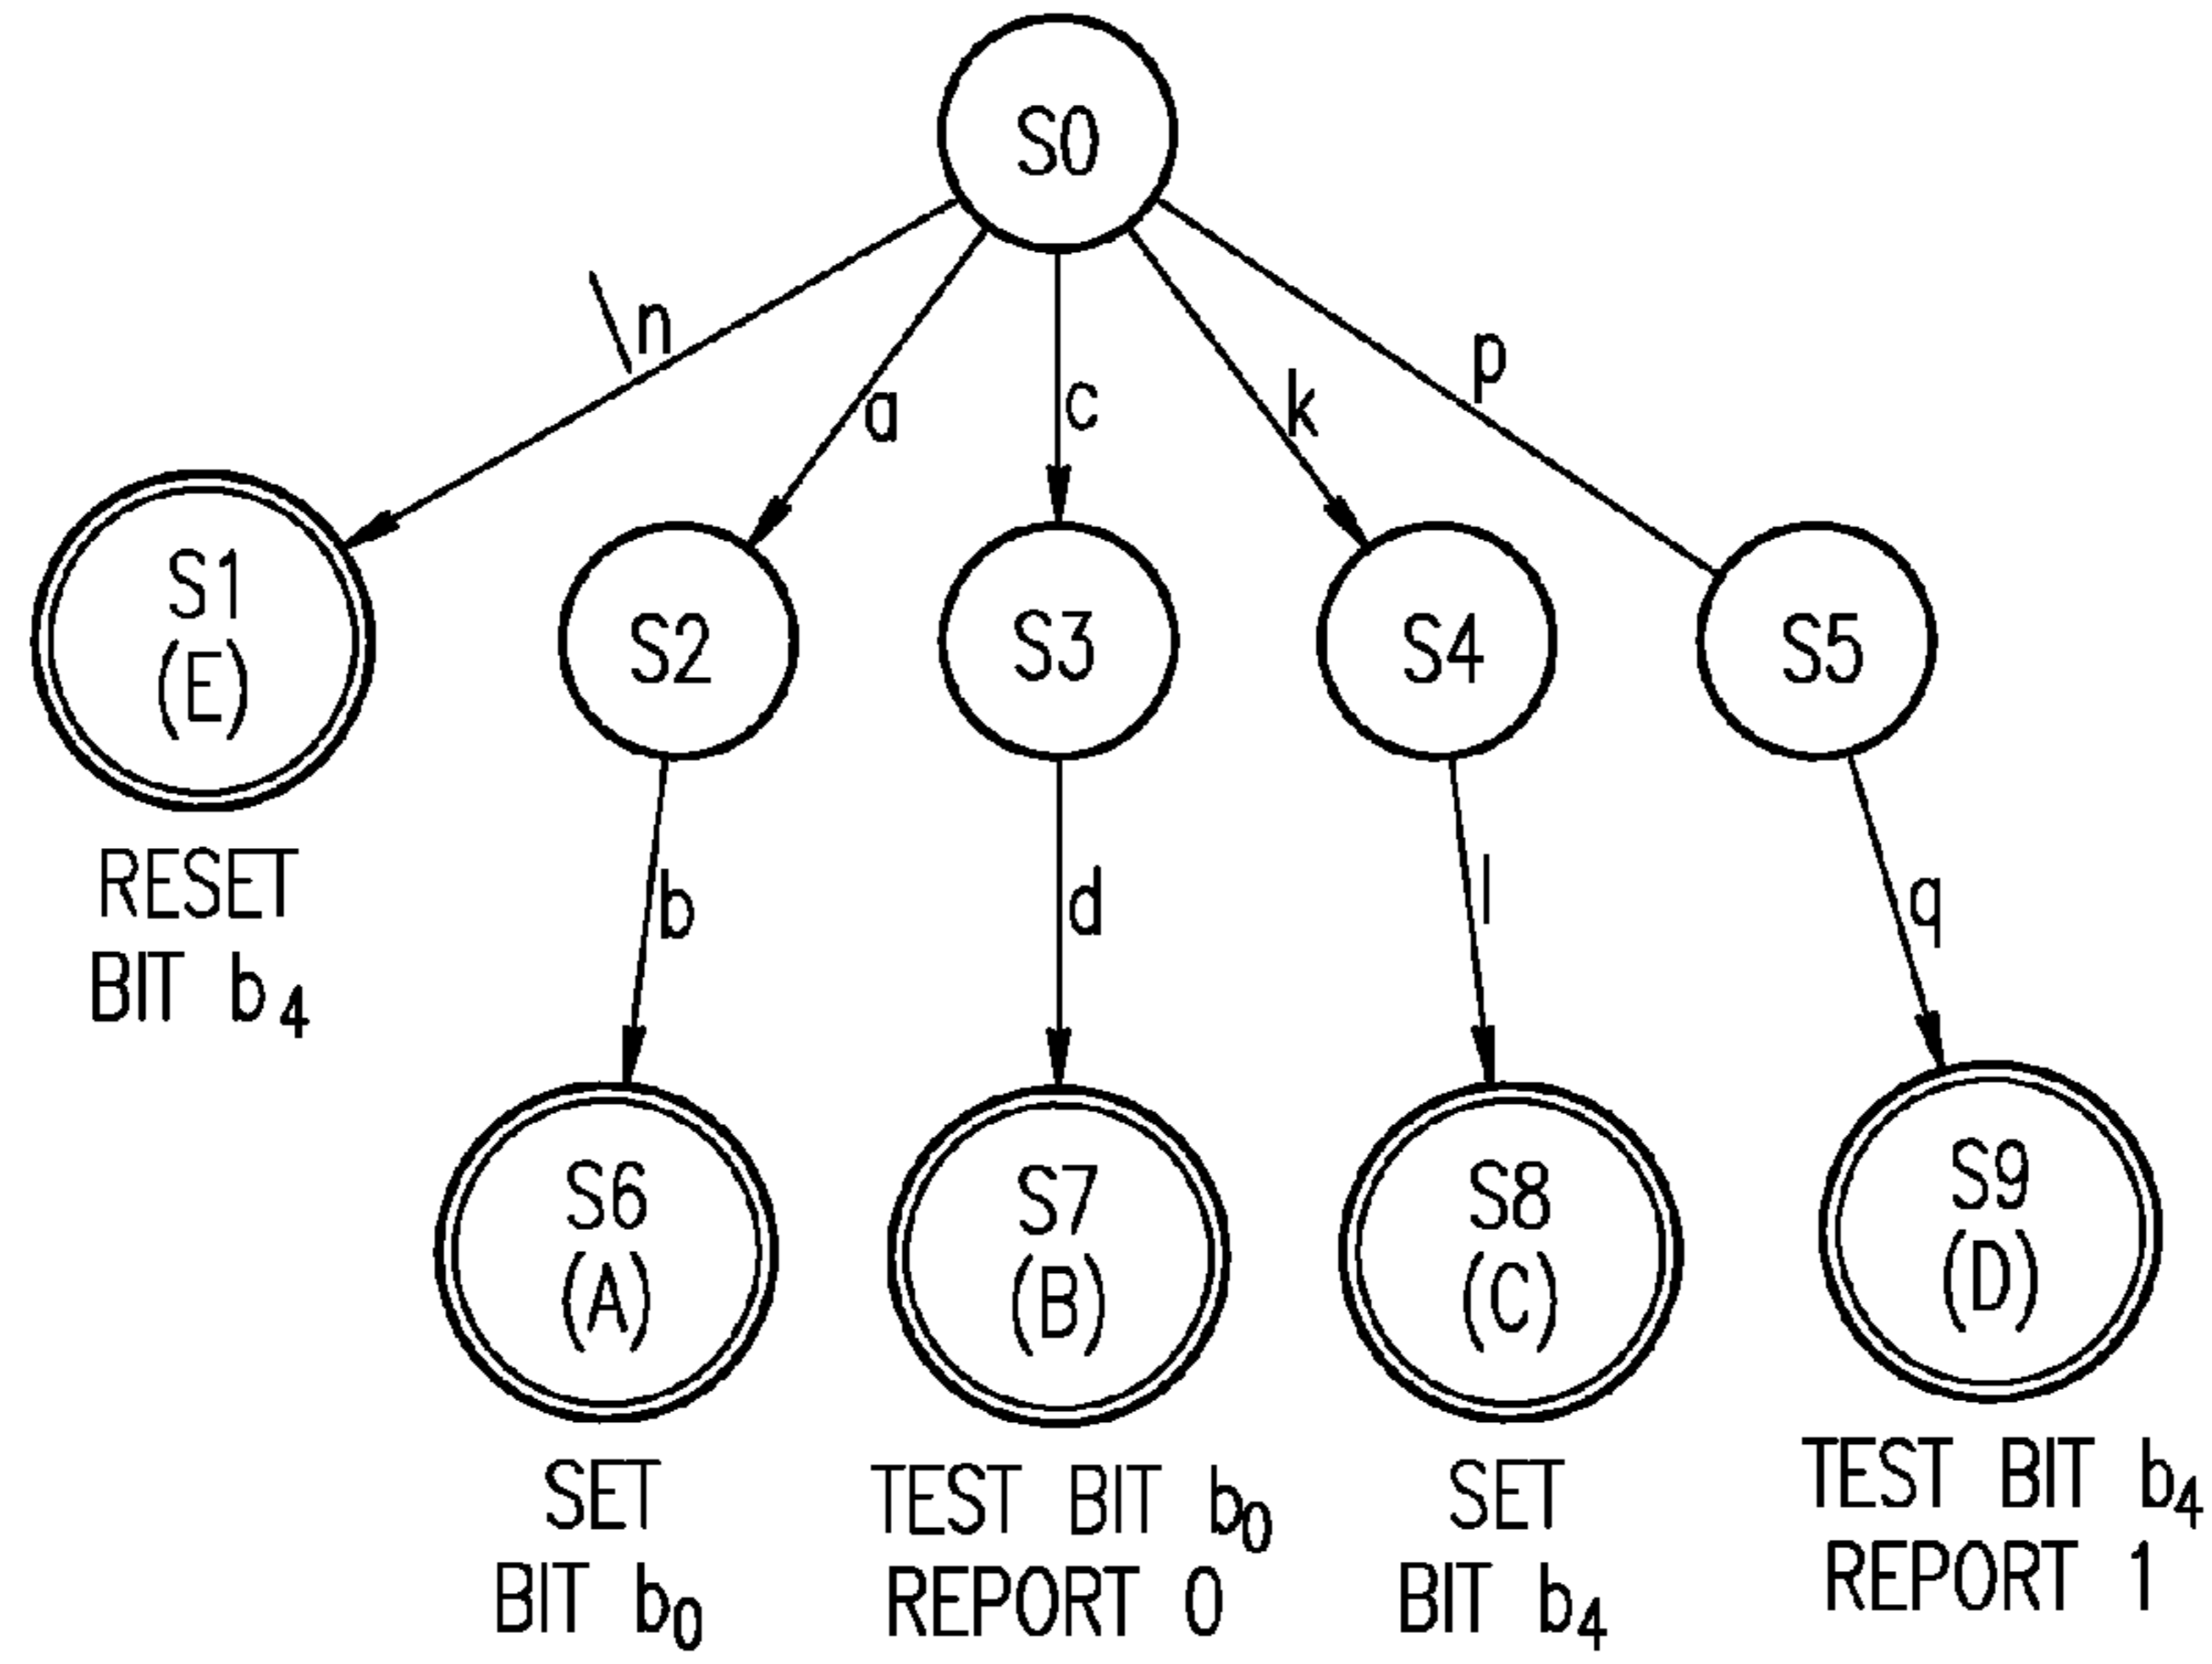 S0
\n
a
c
k
p
S1
(E)
S2
S3
S4
S5
RESET
BIT b4
b
d
l
q
S6
(A)
S7
(B)
S8
(C)
S9
(D)
SET
BIT b0
TEST BIT b0
REPORT 0
SET
BIT b4
TEST BIT b4
REPORT 1